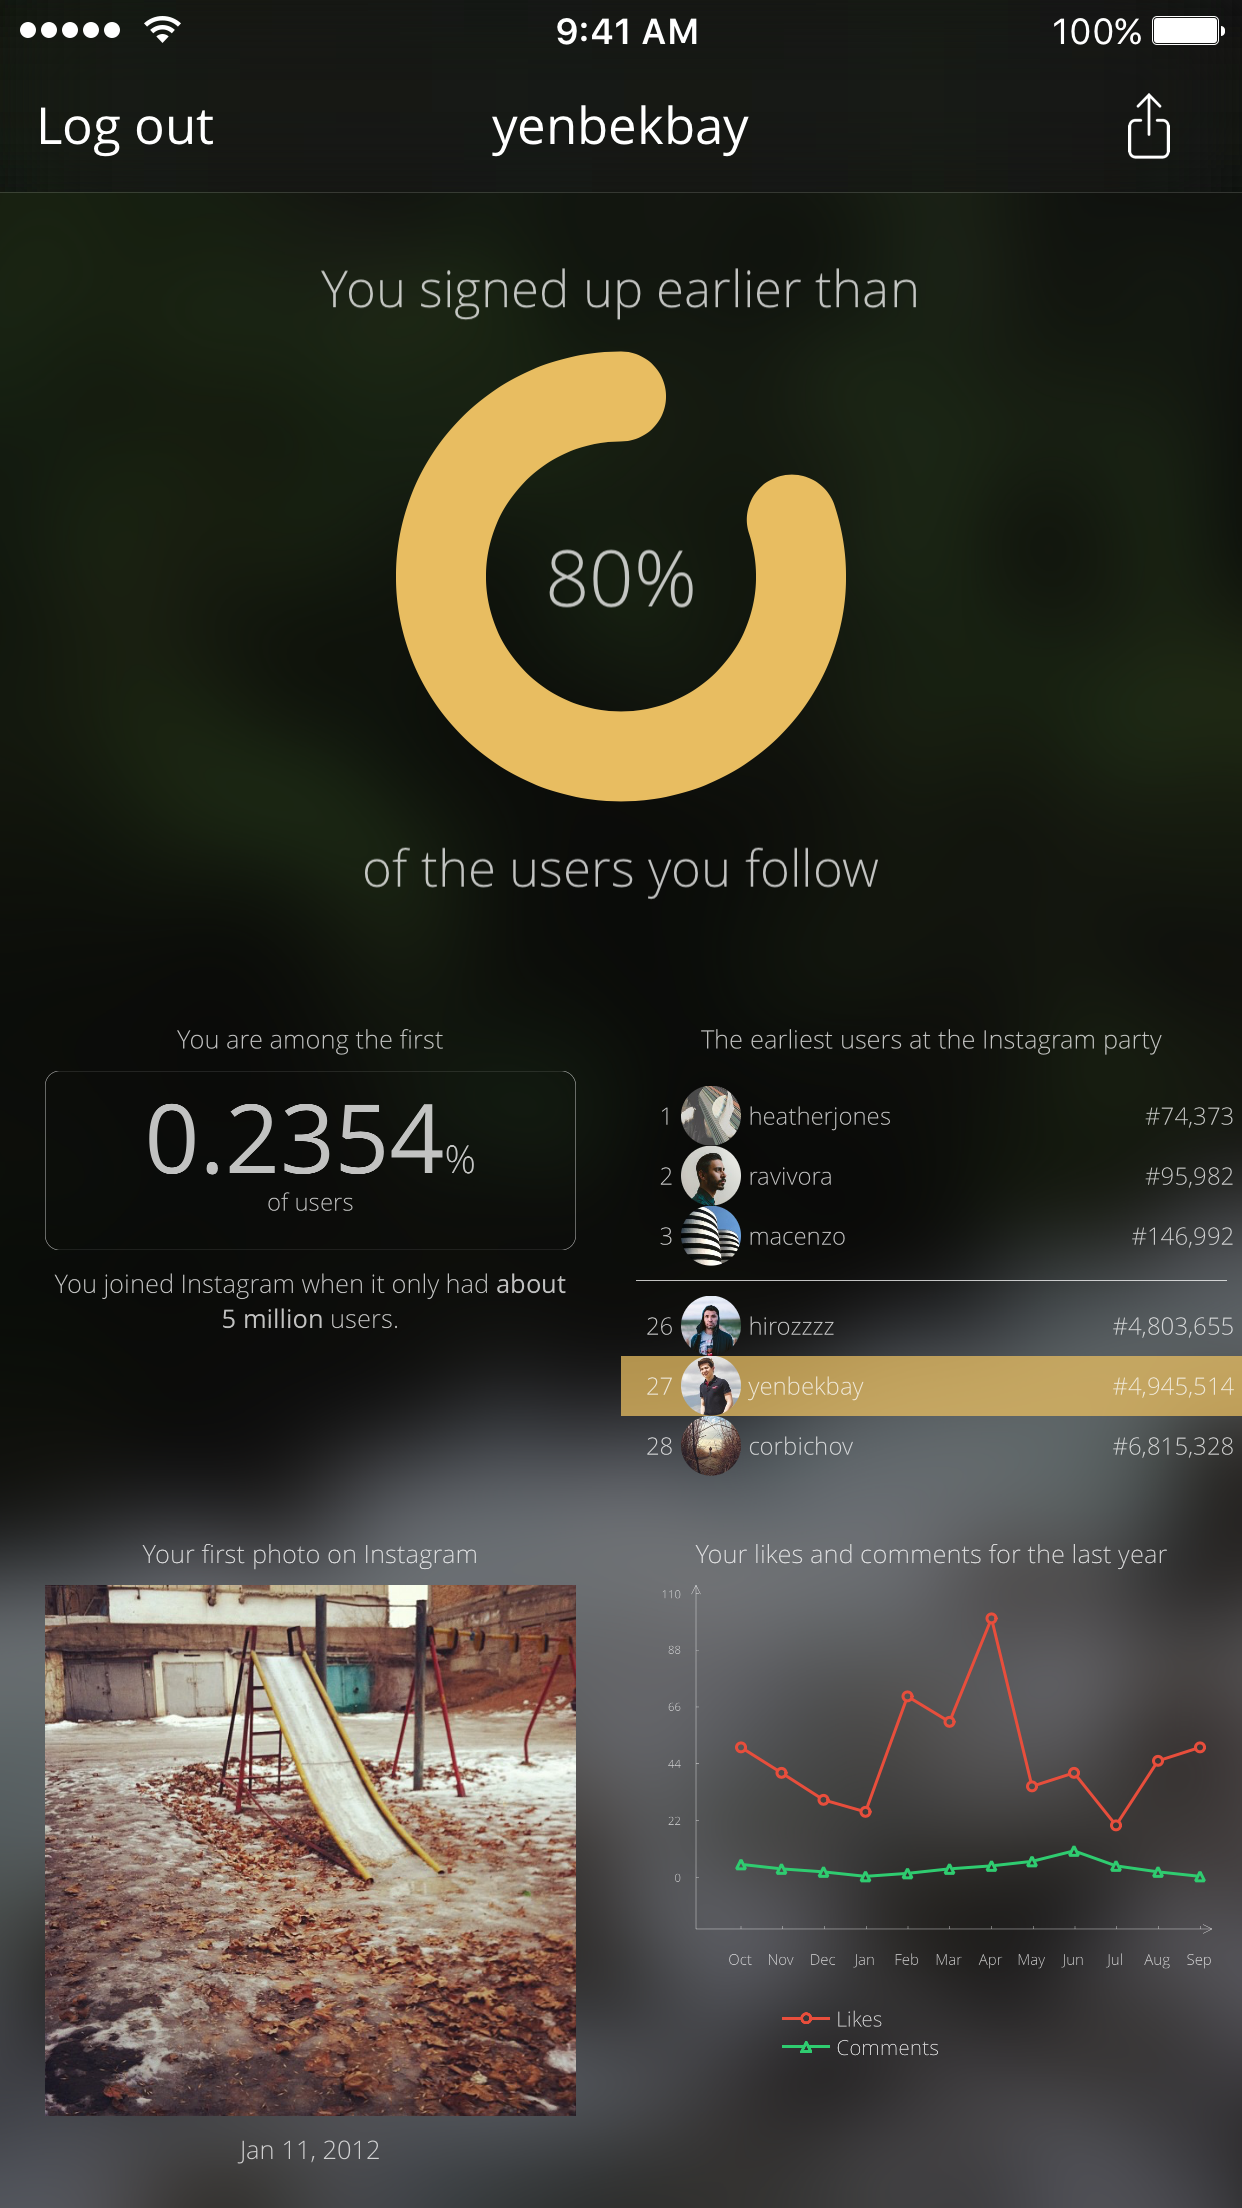 9:41 AM
100%
Log out
yenbekbay
You signed up earlier than
80%
of the users you follow
You are among the first
0.2354%
of users
You joined Instagram when it only had about
5 million users.
The earliest users at the Instagram party
1 heatherjones #74,373
2 ravivora #95,982
3 macenzo #146,992
26 hirozzzz #4,803,655
27 yenbekbay #4,945,514
28 corbichov #6,815,328
Your first photo on Instagram
Jan 11, 2012
Your likes and comments for the last year
110
88
66
44
22
0
Oct Nov Dec Jan Feb Mar Apr May Jun Jul Aug Sep
Likes
Comments